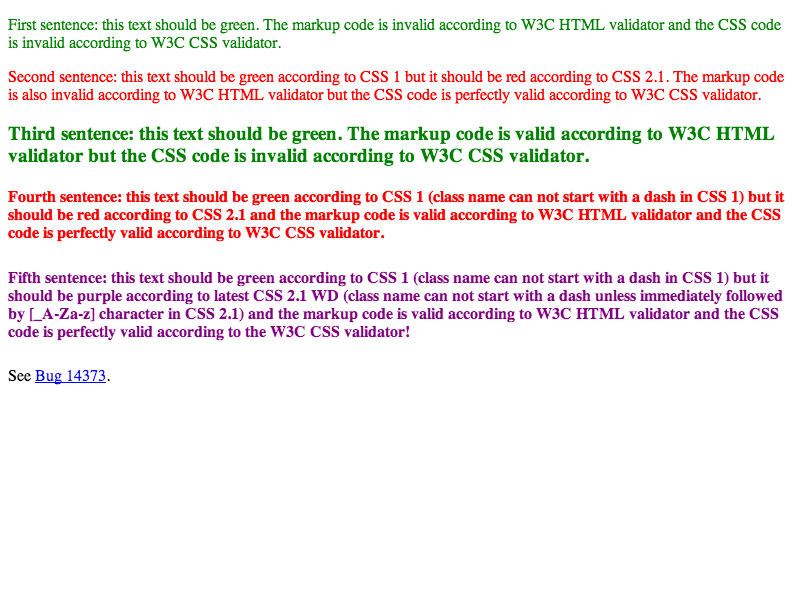 First sentence: this text should be green. The markup code is invalid according to W3C HTML validator and the CSS code
is invalid according to W3C CSS validator.
Second sentence: this text should be green according to CSS 1 but it should be red according to CSS 2.1. The markup code
is also invalid according to W3C HTML validator but the CSS code is perfectly valid according to W3C CSS validator.
Third sentence: this text should be green. The markup code is valid according to W3C HTML
validator but the CSS code is invalid according to W3C CSS validator.
Fourth sentence: this text should be green according to CSS 1 (class name can not start with a dash in CSS 1) but it
should be red according to CSS 2.1 and the markup code is valid according to W3C HTML validator and the CSS
code is perfectly valid according to W3C CSS validator.
Fifth sentence: this text should be green according to CSS 1 (class name can not start with a dash in CSS 1) but it
should be purple according to latest CSS 2.1 WD (class name can not start with a dash unless immediately followed
by [_A-Za-z] character in CSS 2.1) and the markup code is valid according to W3C HTML validator and the CSS
code is perfectly valid according to the W3C CSS validator!
See Bug 14373.